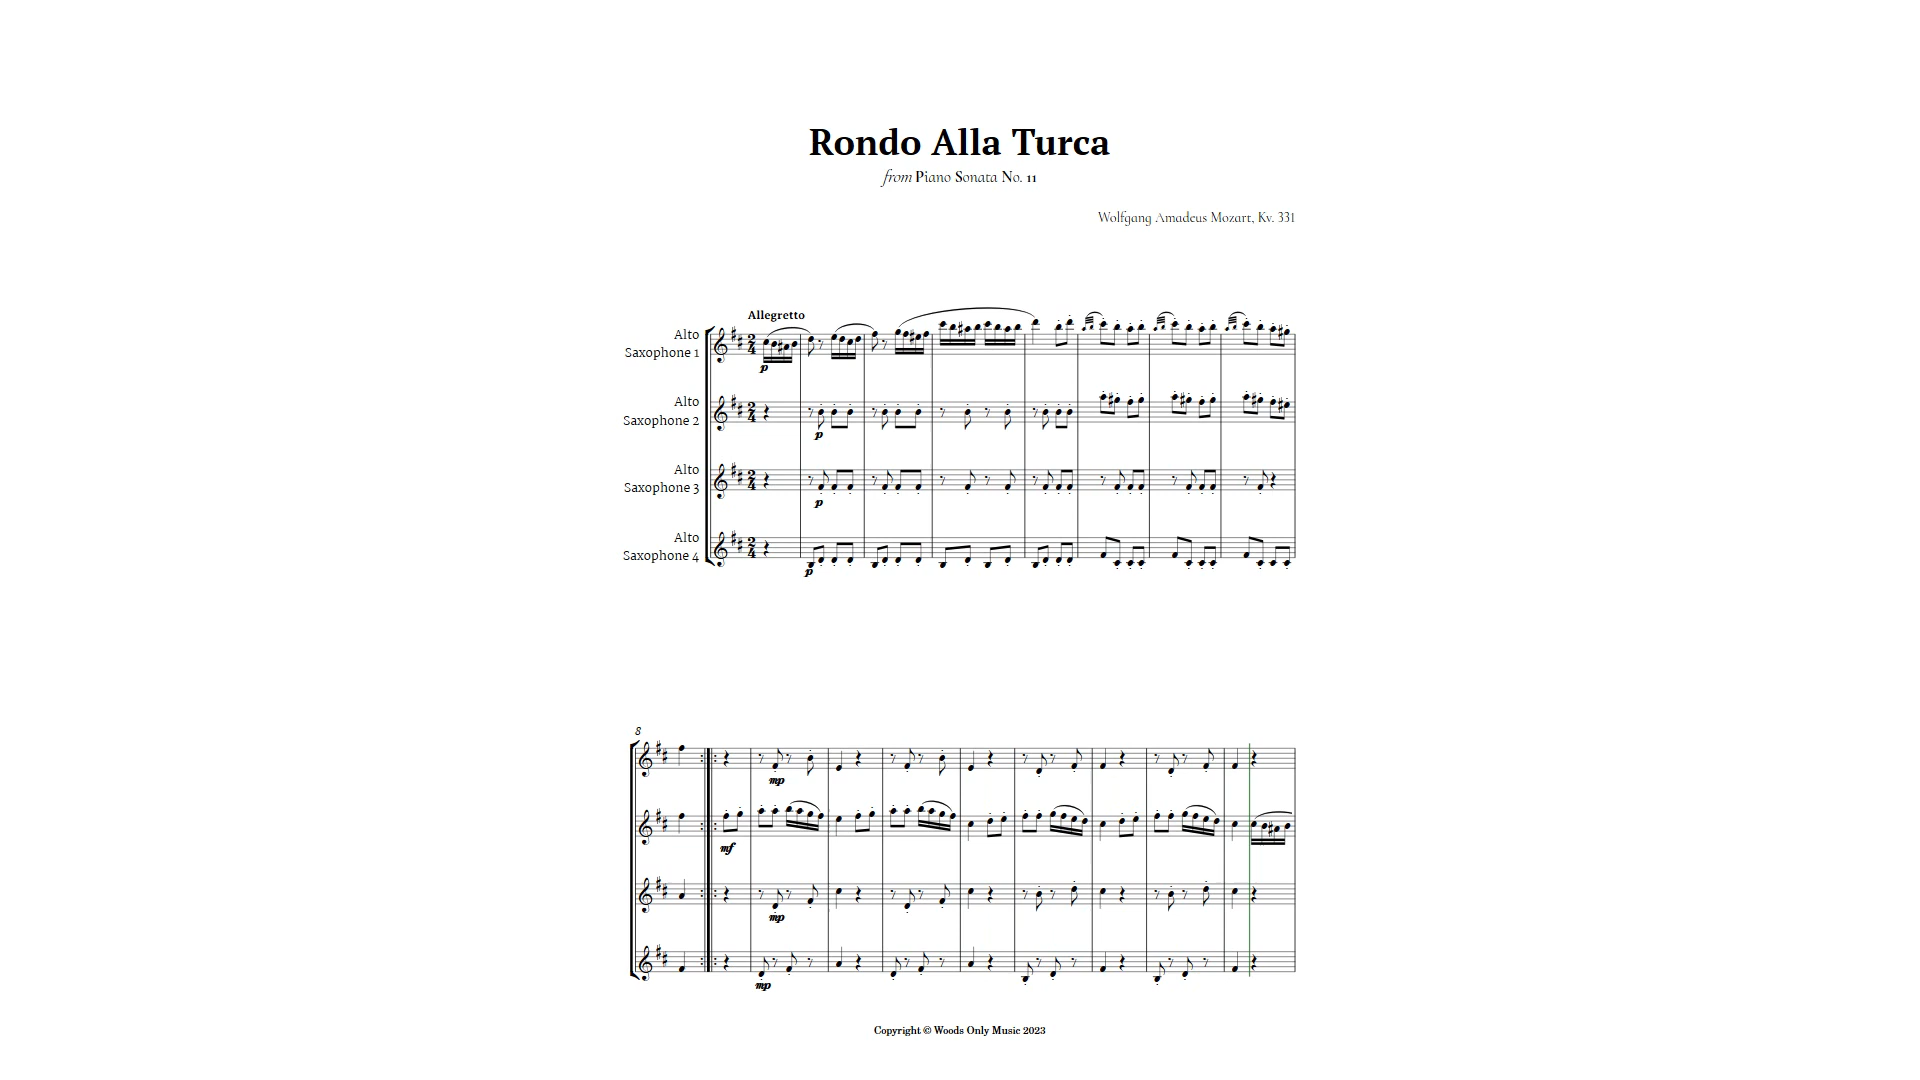 Rondo Alla Turca
from Piano Sonata No. 11
Wolfgang Amadeus Mozart, Kv. 331
Allegretto
Alto
Saxophone 1
p
Alto
Saxophone 2
p
Alto
Saxophone 3
p
Alto
Saxophone 4
p
8
mp
mf
mp
mp
Copyright © Woods Only Music 2023